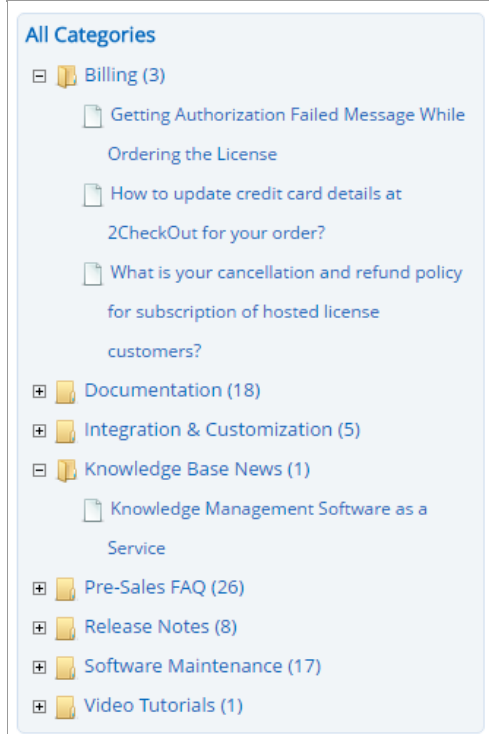 All Categories
Billing (3)
Getting Authorization Failed Message While
Ordering the License
How to update credit card details at
2CheckOut for your order?
What is your cancellation and refund policy
for subscription of hosted license
customers?
Documentation (18)
Integration & Customization (5)
Knowledge Base News (1)
Knowledge Management Software as a
Service
Pre-Sales FAQ (26)
Release Notes (8)
Software Maintenance (17)
Video Tutorials (1)